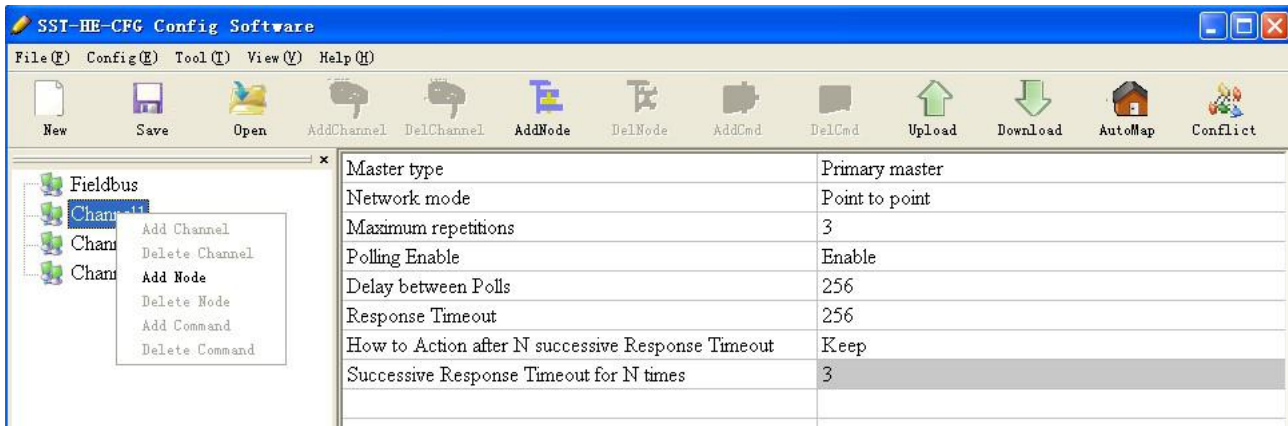 SST-HE-CFG Config Software
File(F) Config(E) Tool(T) View(V) Help(H)
New Save Open AddChannel DelChannel AddNode DelNode AddCmd DelCmd Upload Download AutoMap Conflict
Fieldbus
Channel1
Add Channel
Delete Channel
Add Node
Delete Node
Add Command
Delete Command
Master type Primary master
Network mode Point to point
Maximum repetitions 3
Polling Enable Enable
Delay between Polls 256
Response Timeout 256
How to Action after N successive Response Timeout Keep
Successive Response Timeout for N times 3